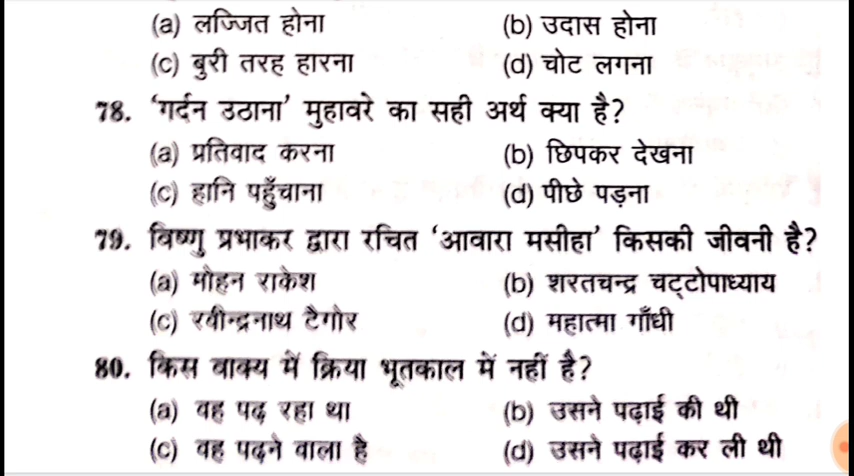 (a) लज्जित होना (b) उदास होना
(c) बुरी तरह हारना (d) चोट लगना
78. 'गर्दन उठाना' मुहावरे का सही अर्थ क्या है?
(a) प्रतिवाद करना (b) छिपकर देखना
(c) हानि पहुँचाना (d) पीछे पड़ना
79. विष्णु प्रभाकर द्वारा रचित 'आवारा मसीहा' किसकी जीवनी है?
(a) मोहन राकेश (b) शरतचन्द्र चट्टोपाध्याय
(c) रवीन्द्रनाथ टैगोर (d) महात्मा गाँधी
80. किस वाक्य में क्रिया भूतकाल में नहीं है?
(a) वह पढ़ रहा था (b) उसने पढ़ाई की थी
(c) वह पढ़ने वाला है (d) उसने पढ़ाई कर ली थी